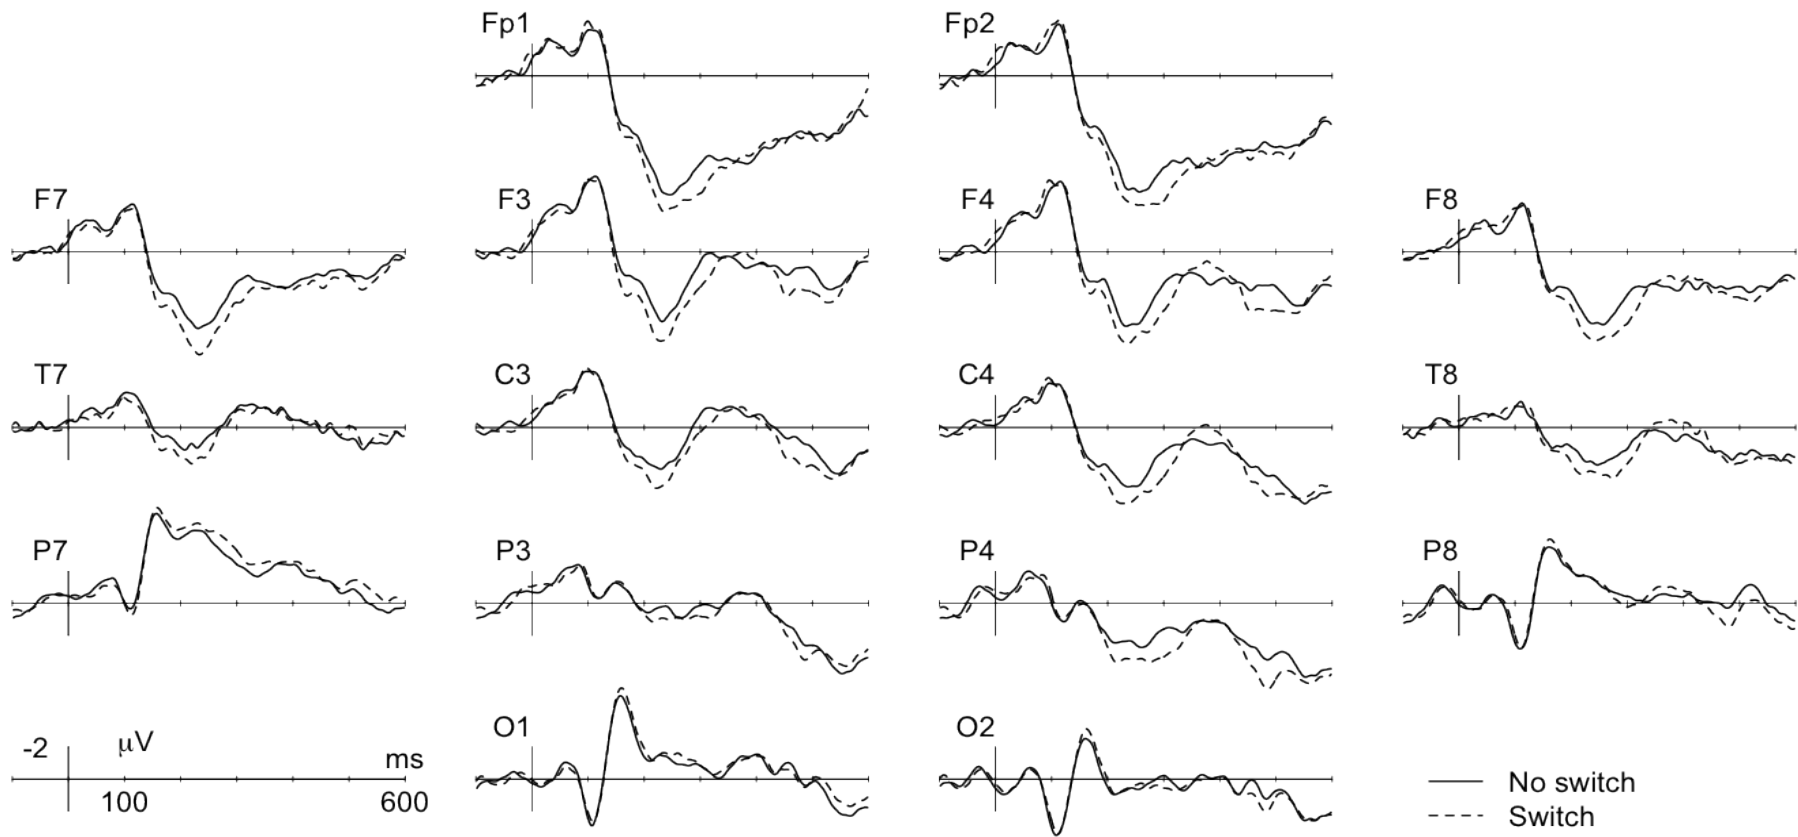 Fp1 Fp2
F7 F3 F4 F8
T7 C3 C4 T8
P7 P3 P4 P8
O1 O2
-2 μV ms
100 600
No switch
Switch